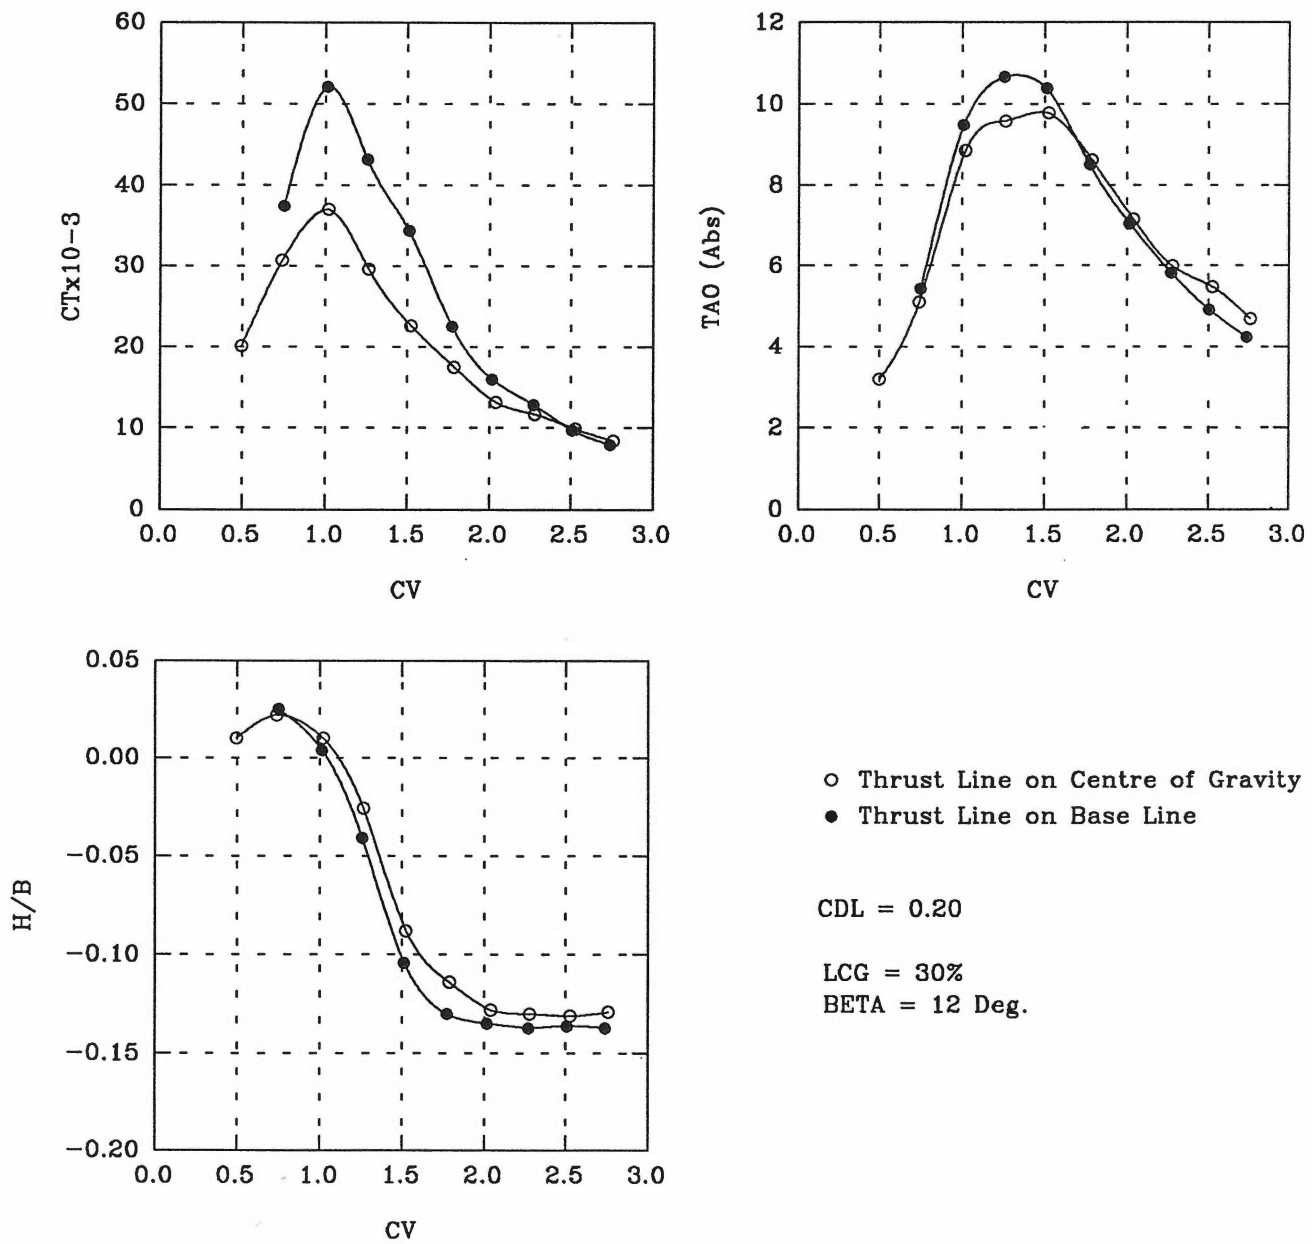 60
50
40
30
20
10
0
CTx10-3
0.0 0.5 1.0 1.5 2.0 2.5 3.0
CV
12
10
8
6
4
2
0
TAO (Abs)
0.0 0.5 1.0 1.5 2.0 2.5 3.0
CV
0.05
0.00
-0.05
-0.10
-0.15
-0.20
H/B
0.0 0.5 1.0 1.5 2.0 2.5 3.0
CV
Thrust Line on Centre of Gravity
Thrust Line on Base Line
CDL = 0.20
LCG = 30%
BETA = 12 Deg.